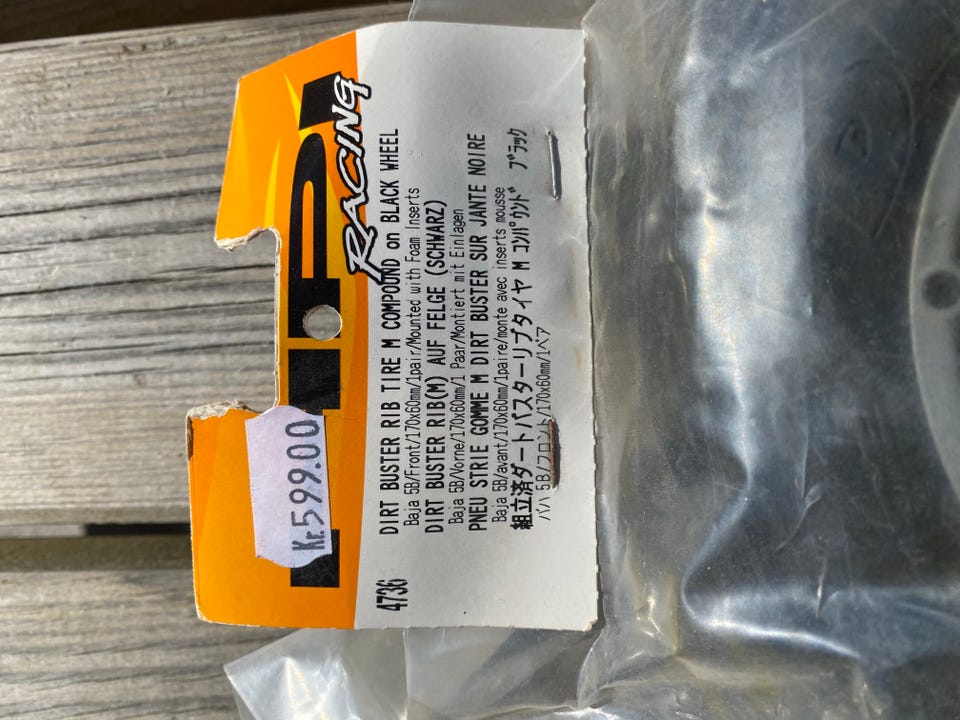 HPI
RACING
Kr.599.00
4736
DIRT BUSTER RIB TIRE M COMPOUND on BLACK WHEEL
Baja 5B/Front/170x60mm/1pair/Mounted with Foam Inserts
DIRT BUSTER RIB(M) AUF FELGE (SCHWARZ)
Baja 5B/Vorne/170x60mm/1 Paar/Montiert mit Einlagen
PNEU STRIE GOMME M DIRT BUSTER SUR JANTE NOIRE
Baja 5B/avant/170x60mm/1paire/monte avec inserts mousse
組立済ダートバスターリブタイヤ M コンパウンド ブラック
バハ 5B/フロント/170x60mm/1ペア